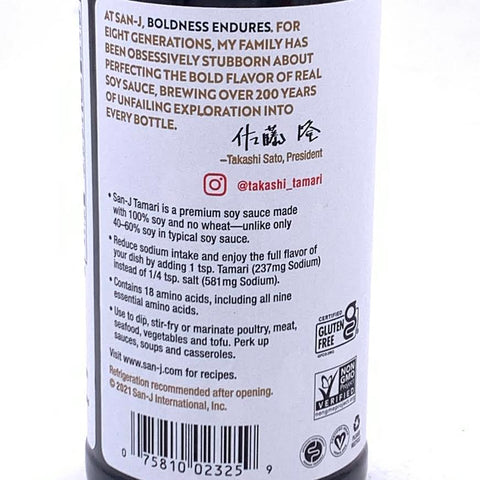 AT SAN-J, BOLDNESS ENDURES. FOR
EIGHT GENERATIONS, MY FAMILY HAS
BEEN OBSESSIVELY STUBBORN ABOUT
PERFECTING THE BOLD FLAVOR OF REAL
SOY SAUCE, BREWING OVER 200 YEARS
OF UNFAILING EXPLORATION INTO
EVERY BOTTLE.
佐藤 隆
–Takashi Sato, President
@takashi_tamari
• San-J Tamari is a premium soy sauce made
with 100% soy and no wheat—unlike only
40–60% soy in typical soy sauce.
• Reduce sodium intake and enjoy the full flavor of
your dish by adding 1 tsp. Tamari (237mg Sodium)
instead of 1/4 tsp. salt (581mg Sodium).
• Contains 18 amino acids, including all nine
essential amino acids.
• Use to dip, stir-fry or marinate poultry, meat,
seafood, vegetables and tofu. Perk up
sauces, soups and casseroles.
Visit www.san-j.com for recipes.
Refrigeration recommended after opening.
© 2021 San-J International, Inc.
CERTIFIED
GLUTEN
FREE
NON
GMO
PROJECT
VERIFIED
nongmoproject.org
0 75810 02325 9